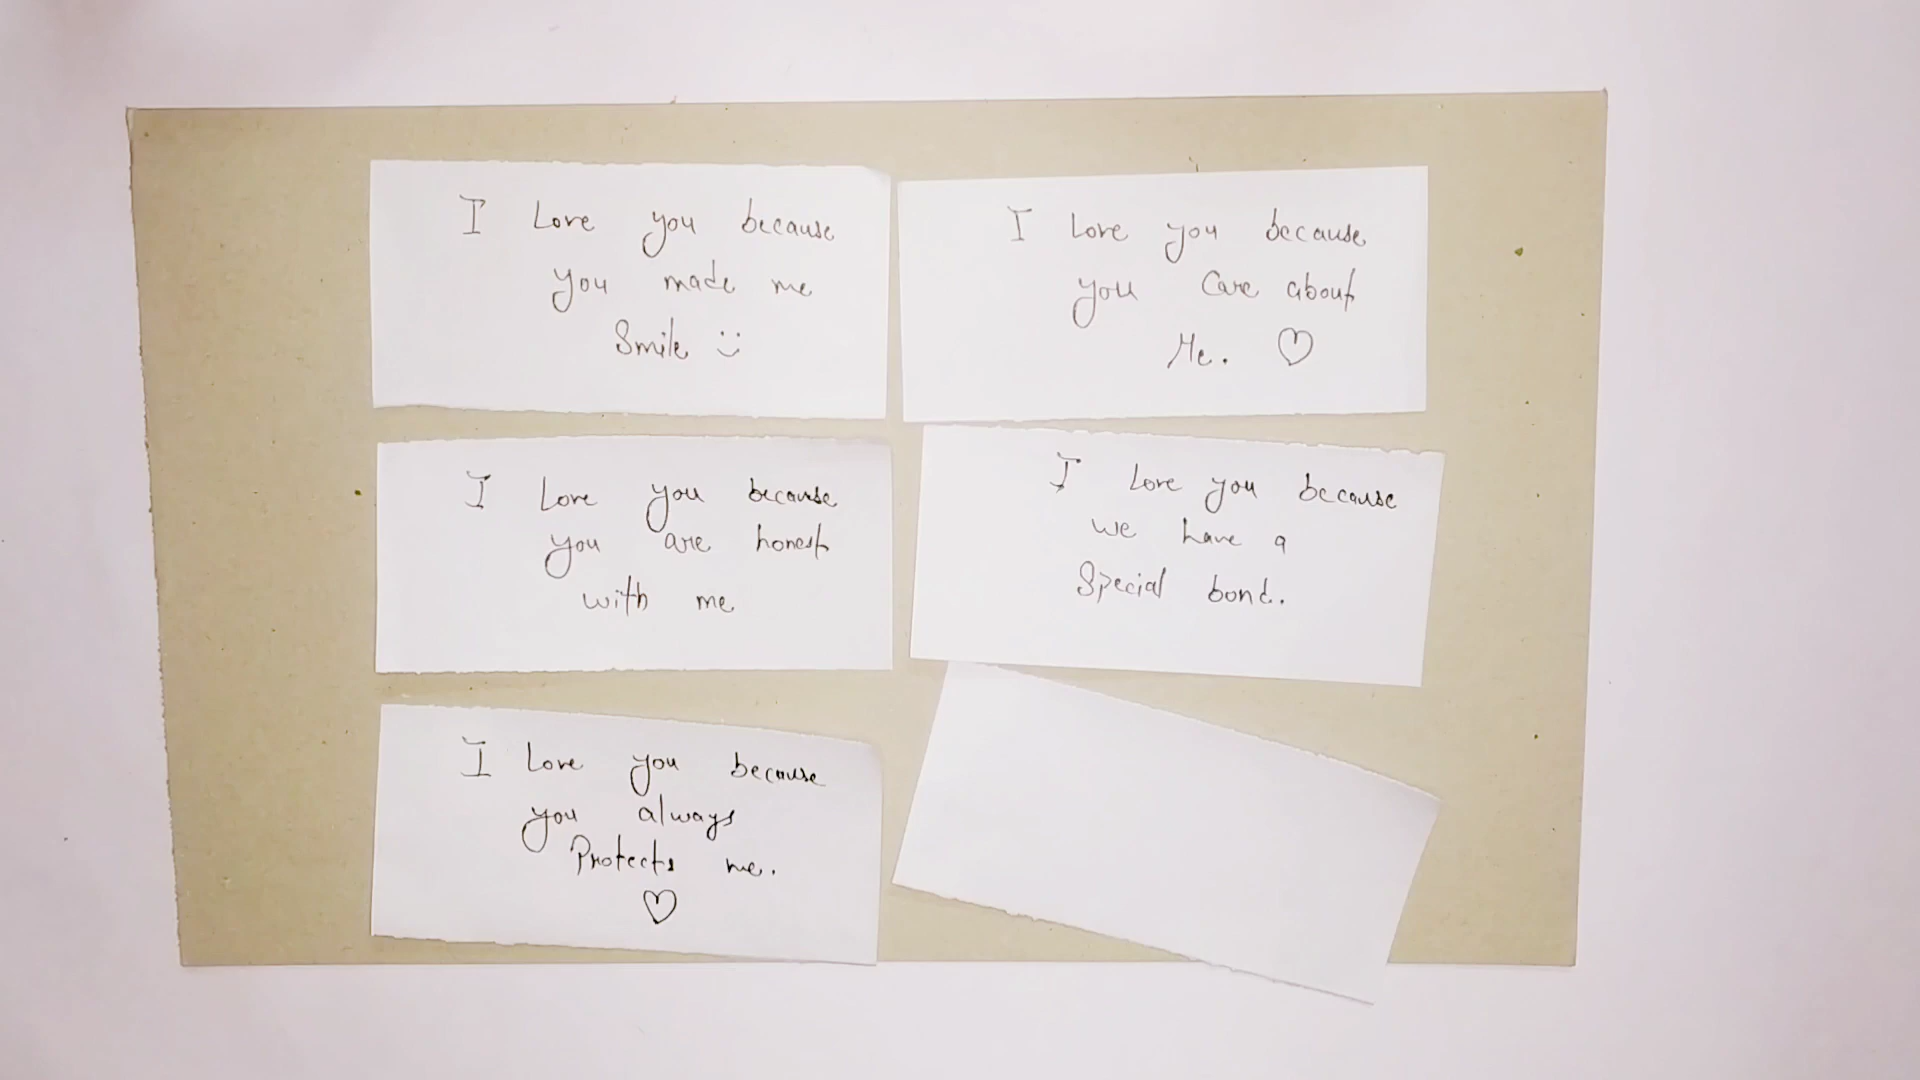 I Love you because
you made me
Smile :)
I Love you because
you Care about
Me. ♡
I Love you because
you are honest
with me
I Love you because
we have a
Special bond.
I Love you because
you always
Protects me.
♡